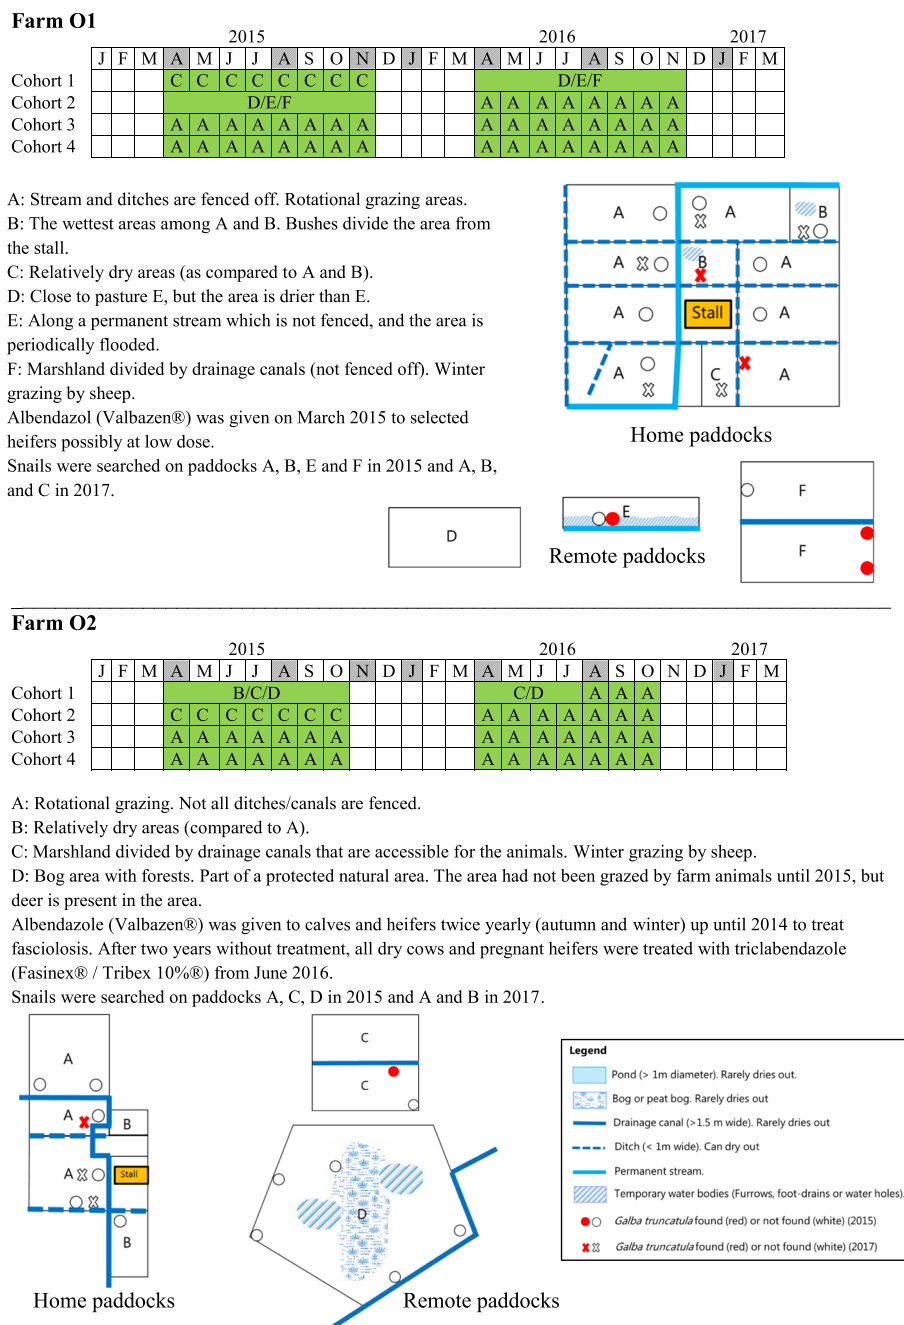 Farm O1
2015 2016 2017
J F M A M J J A S O N D J F M A M J J A S O N D J F M
Cohort 1 C C C C C C C C D/E/F
Cohort 2 D/E/F A A A A A A A A
Cohort 3 A A A A A A A A A A A A A A A A
Cohort 4 A A A A A A A A A A A A A A A A
A: Stream and ditches are fenced off. Rotational grazing areas.
B: The wettest areas among A and B. Bushes divide the area from
the stall.
C: Relatively dry areas (as compared to A and B).
D: Close to pasture E, but the area is drier than E.
E: Along a permanent stream which is not fenced, and the area is
periodically flooded.
F: Marshland divided by drainage canals (not fenced off). Winter
grazing by sheep.
Albendazol (Valbazen®) was given on March 2015 to selected
heifers possibly at low dose.
Snails were searched on paddocks A, B, E and F in 2015 and A, B,
and C in 2017.
A A B
A B A
A Stall A
A C A
Home paddocks
D
E
F
F
Remote paddocks
Farm O2
2015 2016 2017
J F M A M J J A S O N D J F M A M J J A S O N D J F M
Cohort 1 B/C/D C/D A A A
Cohort 2 C C C C C C C A A A A A A A
Cohort 3 A A A A A A A A A A A A A A
Cohort 4 A A A A A A A A A A A A A A
A: Rotational grazing. Not all ditches/canals are fenced.
B: Relatively dry areas (compared to A).
C: Marshland divided by drainage canals that are accessible for the animals. Winter grazing by sheep.
D: Bog area with forests. Part of a protected natural area. The area had not been grazed by farm animals until 2015, but
deer is present in the area.
Albendazole (Valbazen®) was given to calves and heifers twice yearly (autumn and winter) up until 2014 to treat
fasciolosis. After two years without treatment, all dry cows and pregnant heifers were treated with triclabendazole
(Fasinex® / Tribex 10%®) from June 2016.
Snails were searched on paddocks A, C, D in 2015 and A and B in 2017.
A
A B
A Stall
B
Home paddocks
C
C
D
Remote paddocks
Legend
Pond (> 1m diameter). Rarely dries out.
Bog or peat bog. Rarely dries out
Drainage canal (>1.5 m wide). Rarely dries out
Ditch (< 1m wide). Can dry out
Permanent stream.
Temporary water bodies (Furrows, foot-drains or water holes).
Galba truncatula found (red) or not found (white) (2015)
Galba truncatula found (red) or not found (white) (2017)